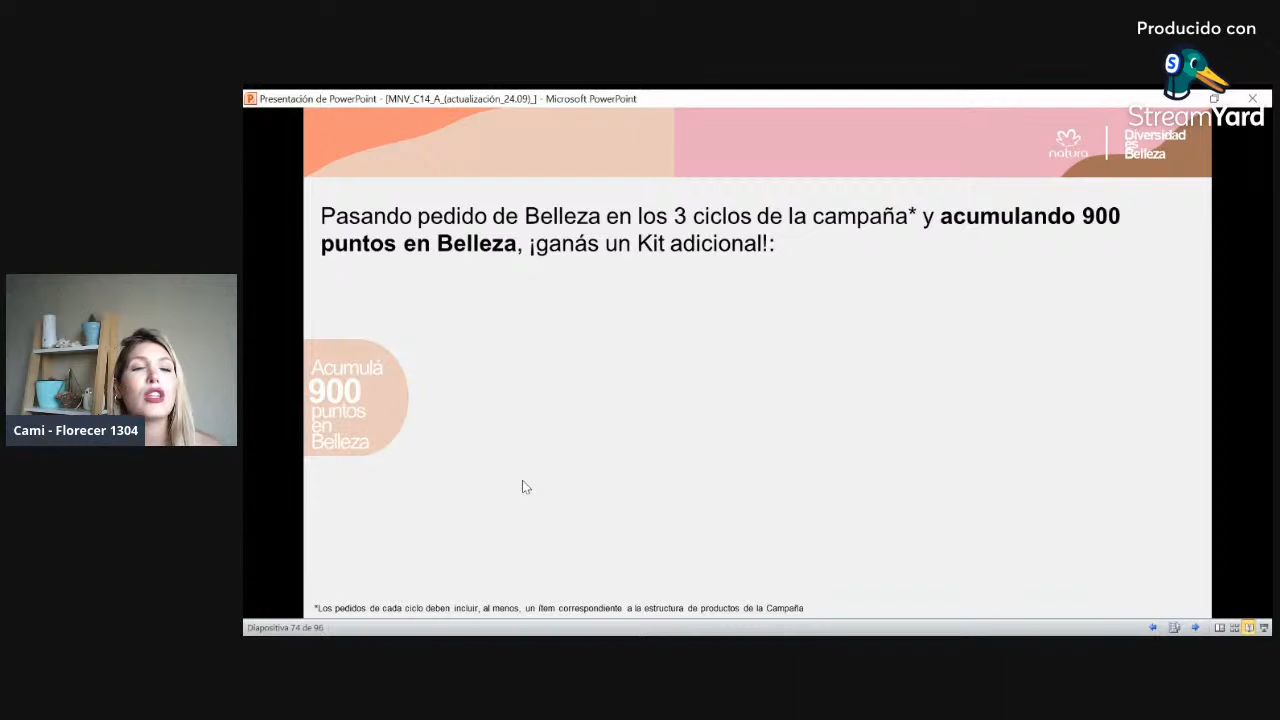 Producido con
StreamYard
Presentación de PowerPoint - [MNV_C14_A_(actualización_24.09)_] - Microsoft PowerPoint
natura
Diversidad
es
Belleza
Pasando pedido de Belleza en los 3 ciclos de la campaña* y acumulando 900
puntos en Belleza, ¡ganás un Kit adicional!:
Acumulá
900
puntos
en
Belleza
Cami - Florecer 1304
*Los pedidos de cada ciclo deben incluir, al menos, un ítem correspondiente a la estructura de productos de la Campaña
Diapositiva 74 de 96